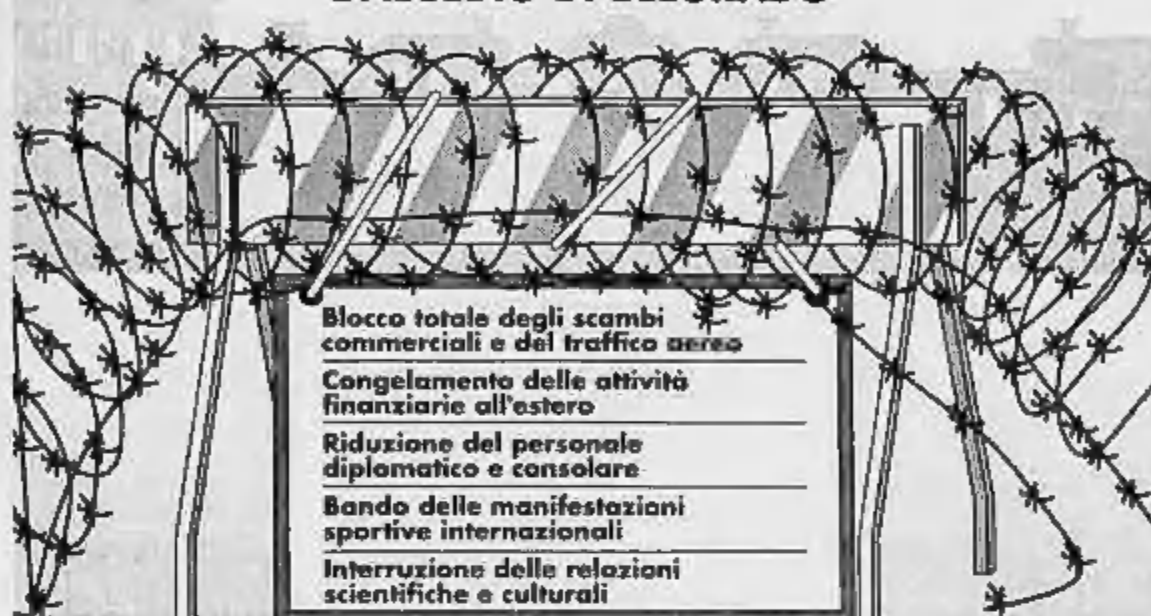 Blocco totale degli scambi
commerciali e del traffico aereo
Congelamento delle attività
finanziarie all'estero
Riduzione del personale
diplomatico e consolare
Bando delle manifestazioni
sportive internazionali
Interruzione delle relazioni
scientifiche e culturali